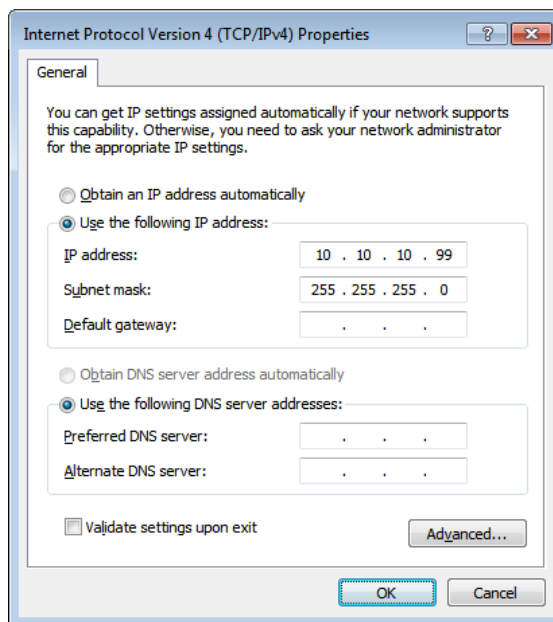 Internet Protocol Version 4 (TCP/IPv4) Properties
?
General
You can get IP settings assigned automatically if your network supports
this capability. Otherwise, you need to ask your network administrator
for the appropriate IP settings.
Obtain an IP address automatically
Use the following IP address:
IP address: 10 . 10 . 10 . 99
Subnet mask: 255 . 255 . 255 . 0
Default gateway: . . .
Obtain DNS server address automatically
Use the following DNS server addresses:
Preferred DNS server: . . .
Alternate DNS server: . . .
Validate settings upon exit
Advanced...
OK Cancel